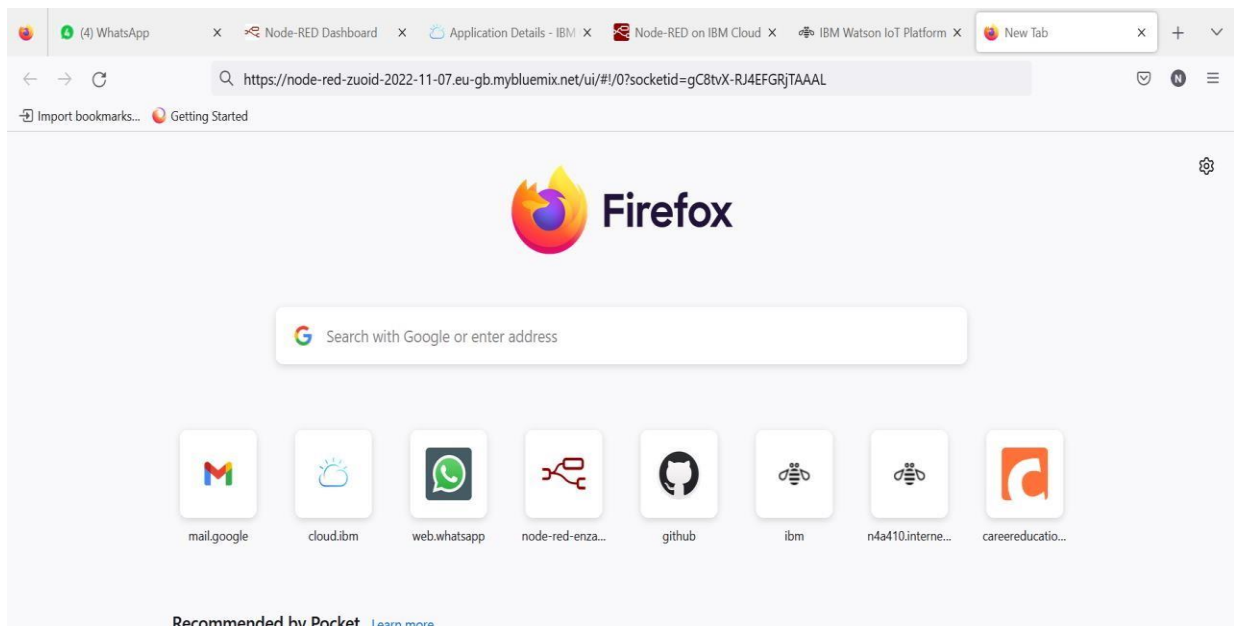 (4) WhatsApp
Node-RED Dashboard
Application Details - IBM
Node-RED on IBM Cloud
IBM Watson IoT Platform
New Tab
https://node-red-zuoid-2022-11-07.eu-gb.mybluemix.net/ui/#!/0?socketid=gC8tvX-RJ4EFGRjTAAAL
N
Import bookmarks... Getting Started
Firefox
Search with Google or enter address
mail.google cloud.ibm web.whatsapp node-red-enza... github ibm n4a410.interne... careereducatio...
Recommended by Pocket Learn more